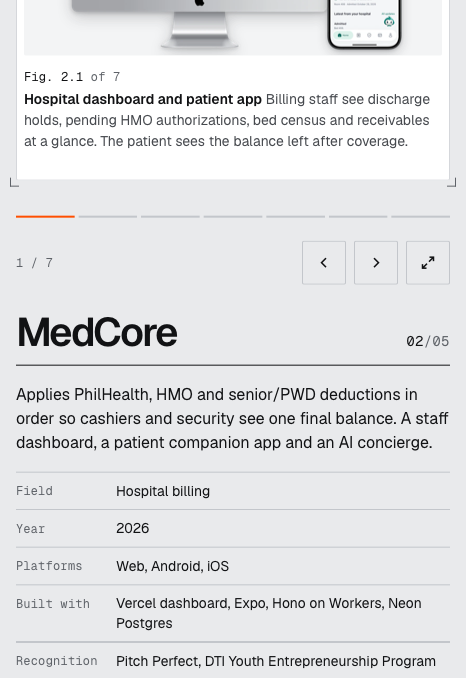 Fig. 2.1 of 7
Hospital dashboard and patient app Billing staff see discharge
holds, pending HMO authorizations, bed census and receivables
at a glance. The patient sees the balance left after coverage.
1 / 7
MedCore
02/05
Applies PhilHealth, HMO and senior/PWD deductions in
order so cashiers and security see one final balance. A staff
dashboard, a patient companion app and an AI concierge.
Field Hospital billing
Year 2026
Platforms Web, Android, iOS
Built with Vercel dashboard, Expo, Hono on Workers, Neon
Postgres
Recognition Pitch Perfect, DTI Youth Entrepreneurship Program